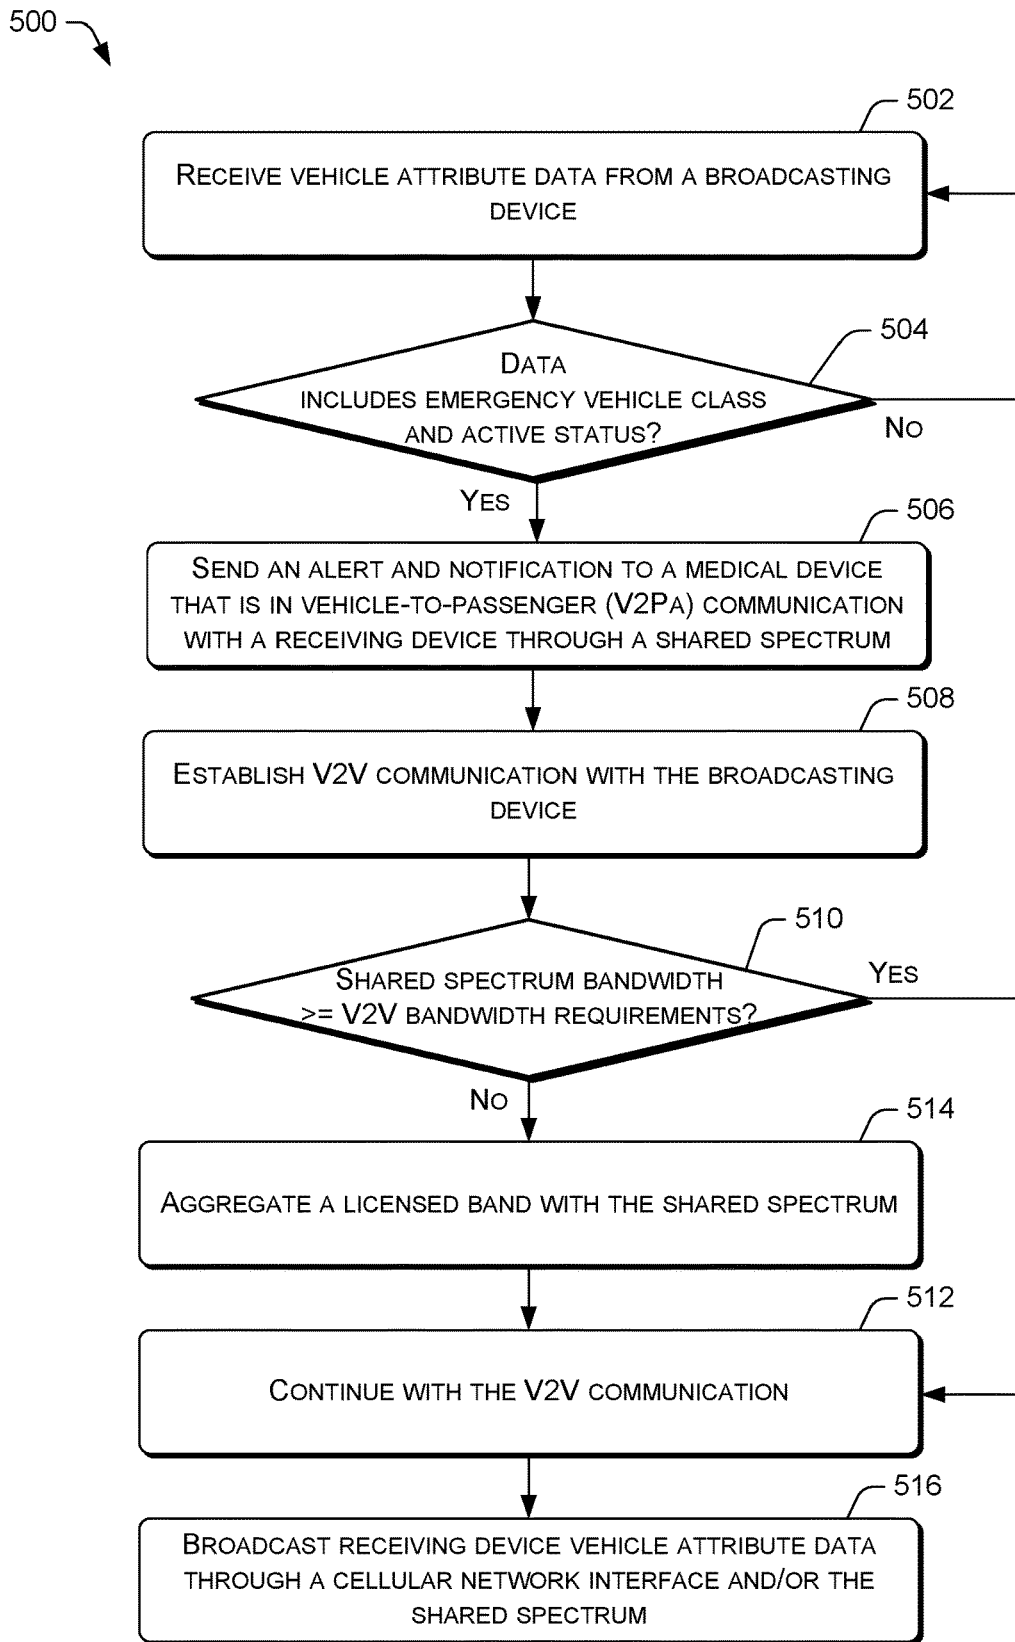 500
502
RECEIVE VEHICLE ATTRIBUTE DATA FROM A BROADCASTING
DEVICE
504
DATA
INCLUDES EMERGENCY VEHICLE CLASS
AND ACTIVE STATUS?
NO
YES
506
SEND AN ALERT AND NOTIFICATION TO A MEDICAL DEVICE
THAT IS IN VEHICLE-TO-PASSENGER (V2PA) COMMUNICATION
WITH A RECEIVING DEVICE THROUGH A SHARED SPECTRUM
508
ESTABLISH V2V COMMUNICATION WITH THE BROADCASTING
DEVICE
510
SHARED SPECTRUM BANDWIDTH
>= V2V BANDWIDTH REQUIREMENTS?
YES
NO
514
AGGREGATE A LICENSED BAND WITH THE SHARED SPECTRUM
512
CONTINUE WITH THE V2V COMMUNICATION
516
BROADCAST RECEIVING DEVICE VEHICLE ATTRIBUTE DATA
THROUGH A CELLULAR NETWORK INTERFACE AND/OR THE
SHARED SPECTRUM